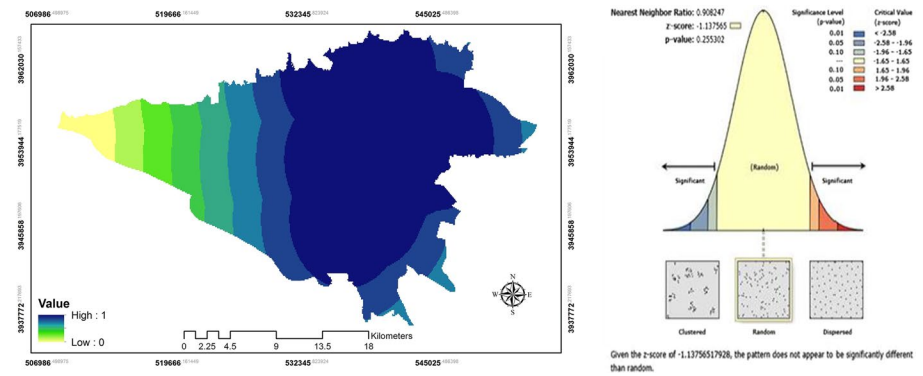 506986 519666 532345 545025
3962030
3962030
3953944
3953944
3945858
3945858
3937772
3937772
Value
High : 1
Low : 0
N
W E
S
Kilometers
0 2.25 4.5 9 13.5 18
506986 519666 532345 545025
Nearest Neighbor Ratio: 0.908247
z-score: -1.137565
p-value: 0.255302
Significance Level
(p-value)
Critical Value
(z-score)
0.01 < -2.58
0.05 -2.58 - -1.96
0.10 -1.96 - -1.65
— -1.65 - 1.65
0.10 1.65 - 1.96
0.05 1.96 - 2.58
0.01 > 2.58
Significant (Random) Significant
Clustered Random Dispersed
Given the z-score of -1.13756517928, the pattern does not appear to be significantly different
than random.